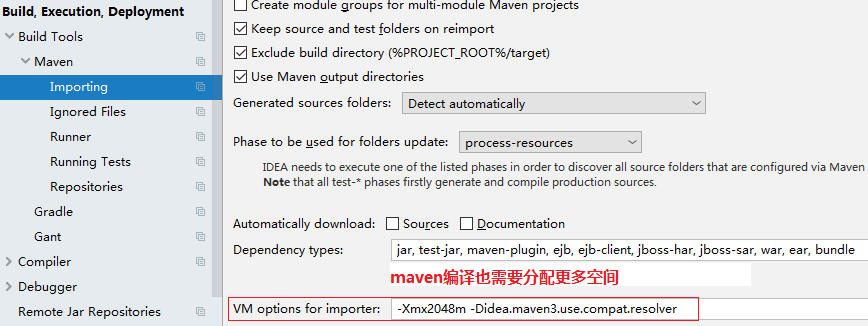 Build, Execution, Deployment
Build Tools
Maven
Importing
Ignored Files
Runner
Running Tests
Repositories
Gradle
Gant
Compiler
Debugger
Remote Jar Repositories
Create module groups for multi-module Maven projects
Keep source and test folders on reimport
Exclude build directory (%PROJECT_ROOT%/target)
Use Maven output directories
Generated sources folders: Detect automatically
Phase to be used for folders update: process-resources
IDEA needs to execute one of the listed phases in order to discover all source folders that are configured via Maven
Note that all test-* phases firstly generate and compile production sources.
Automatically download: Sources Documentation
Dependency types: jar, test-jar, maven-plugin, ejb, ejb-client, jboss-har, jboss-sar, war, ear, bundle
maven编译也需要分配更多空间
VM options for importer: -Xmx2048m -Didea.maven3.use.compat.resolver